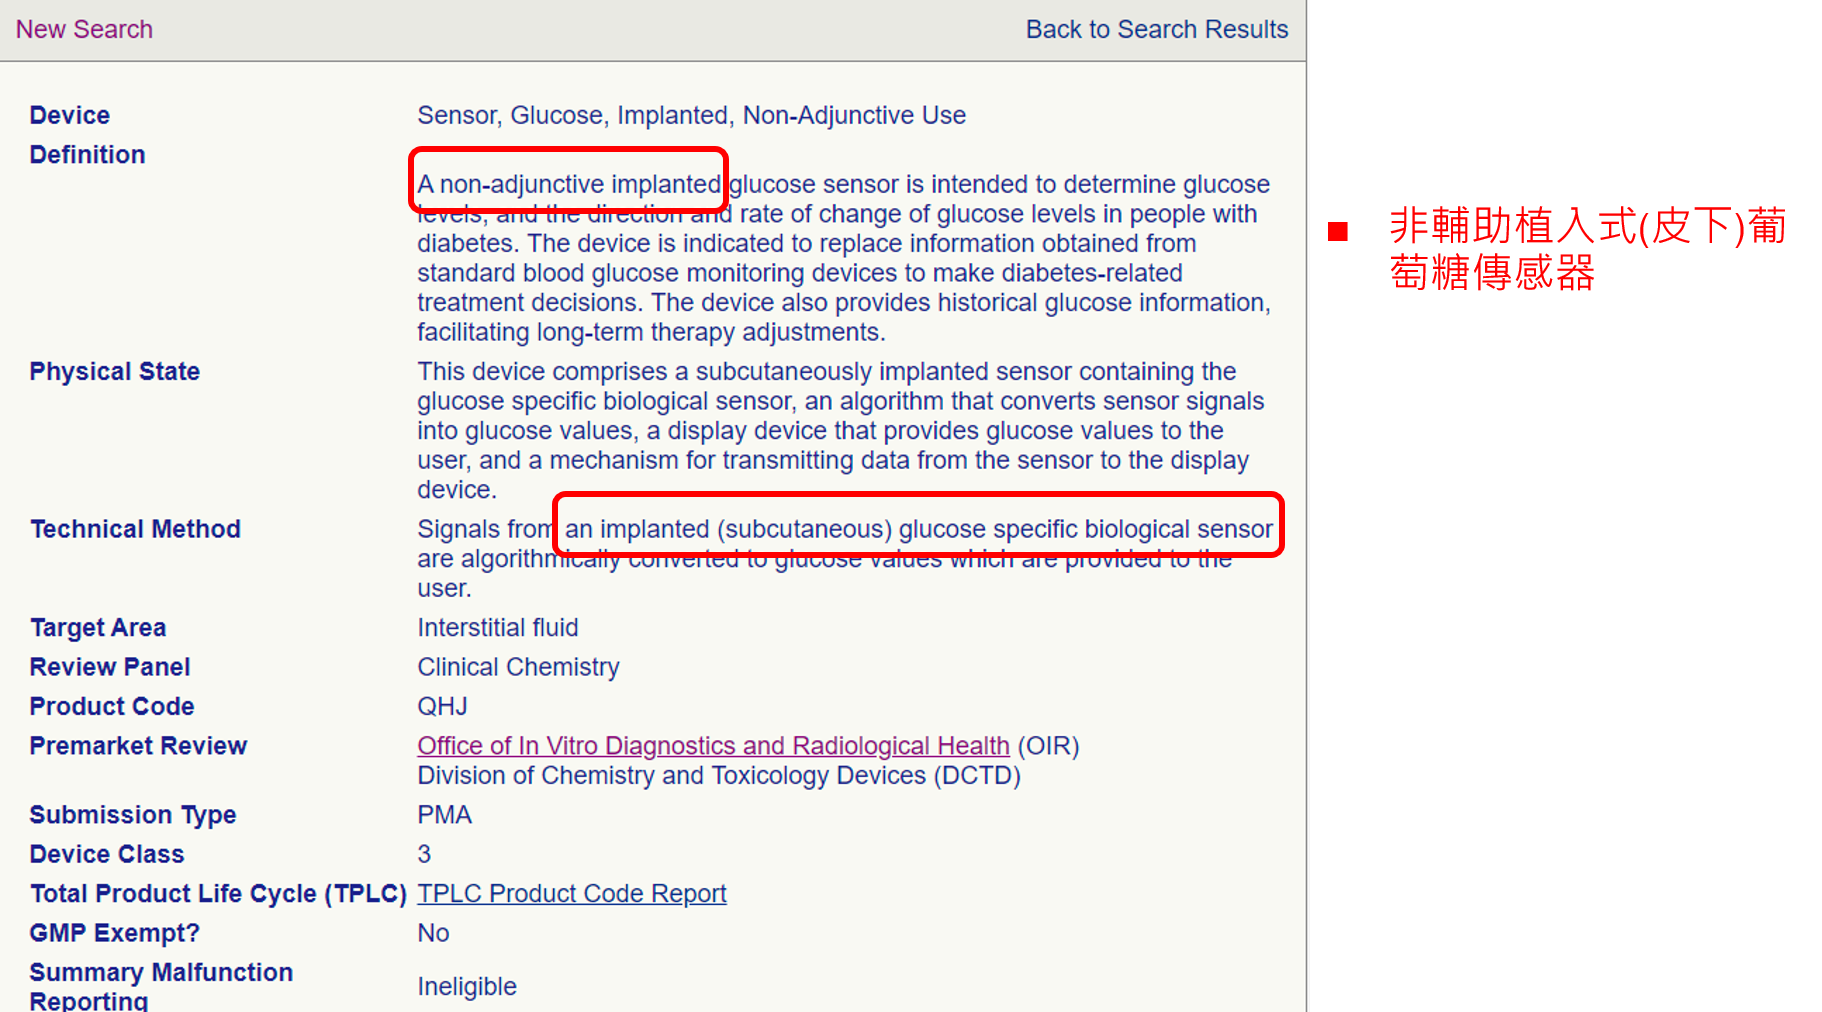 New Search
Back to Search Results
Device
Sensor, Glucose, Implanted, Non-Adjunctive Use
Definition
A non-adjunctive implanted glucose sensor is intended to determine glucose
levels, and the direction and rate of change of glucose levels in people with
diabetes. The device is indicated to replace information obtained from
standard blood glucose monitoring devices to make diabetes-related
treatment decisions. The device also provides historical glucose information,
facilitating long-term therapy adjustments.
Physical State
This device comprises a subcutaneously implanted sensor containing the
glucose specific biological sensor, an algorithm that converts sensor signals
into glucose values, a display device that provides glucose values to the
user, and a mechanism for transmitting data from the sensor to the display
device.
Technical Method
Signals from an implanted (subcutaneous) glucose specific biological sensor
are algorithmically converted to glucose values which are provided to the
user.
Target Area
Interstitial fluid
Review Panel
Clinical Chemistry
Product Code
QHJ
Premarket Review
Office of In Vitro Diagnostics and Radiological Health (OIR)
Division of Chemistry and Toxicology Devices (DCTD)
Submission Type
PMA
Device Class
3
Total Product Life Cycle (TPLC)
TPLC Product Code Report
GMP Exempt?
No
Summary Malfunction
Reporting
Ineligible
非輔助植入式(皮下)葡
萄糖傳感器